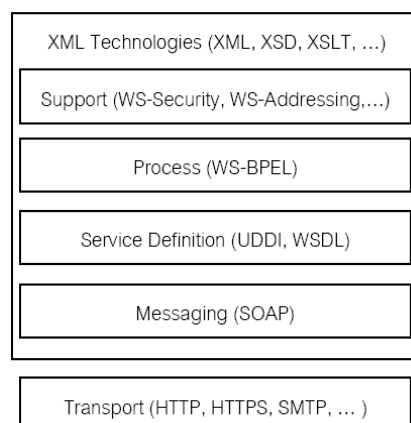 XML Technologies (XML, XSD, XSLT, ...)
Support (WS-Security, WS-Addressing,...)
Process (WS-BPEL)
Service Definition (UDDI, WSDL)
Messaging (SOAP)
Transport (HTTP, HTTPS, SMTP, ... )